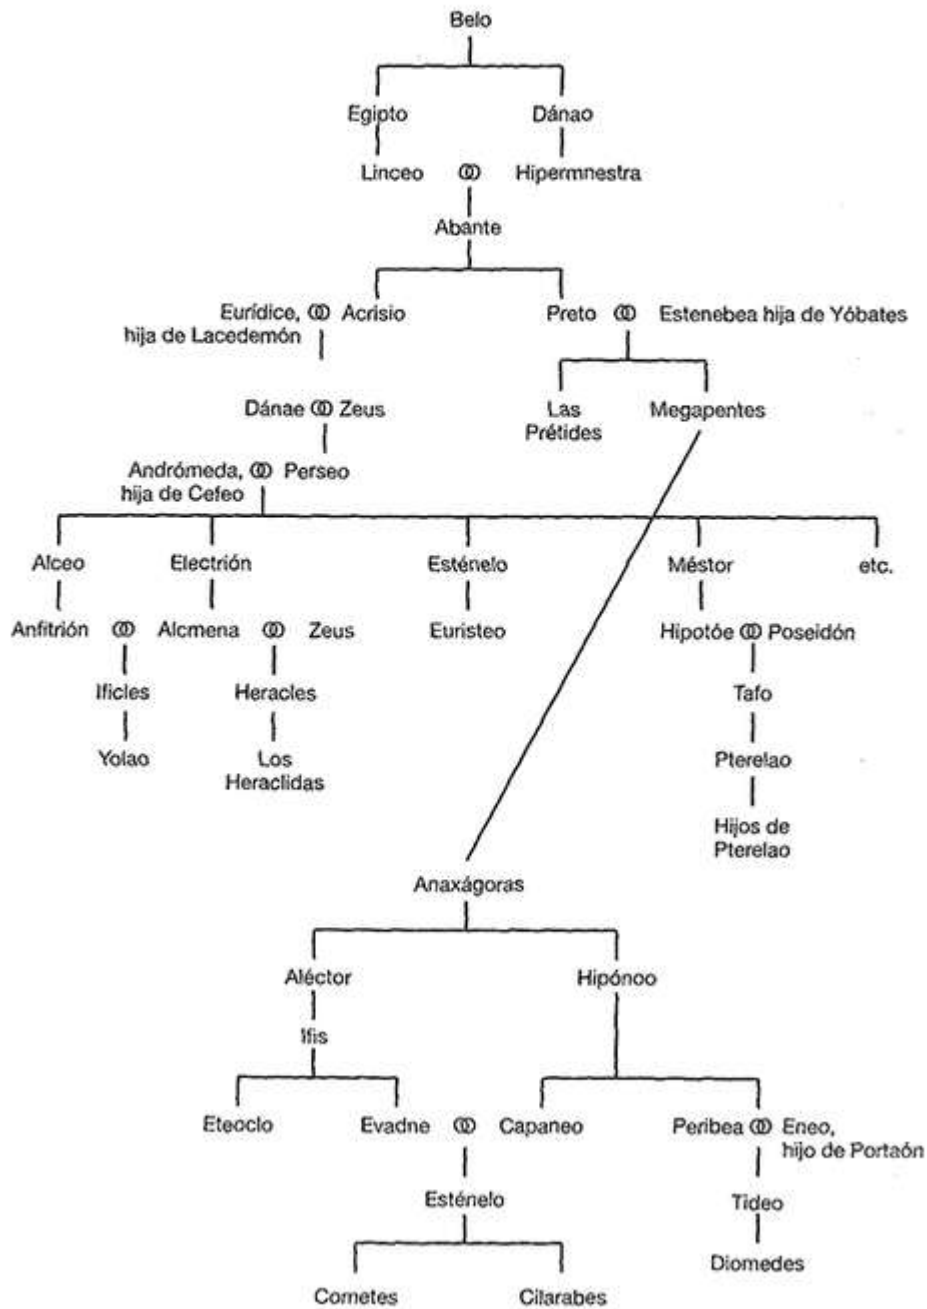 Belo
Egipto Dánao
Linceo Hipermnestra
Abante
Eurídice, Acrisio Preto Estenebea hija de Yóbates
hija de Lacedemón
Dánae Zeus Las Megapentes
Prétides
Andrómeda, Perseo
hija de Cefeo
Alceo Electrión Esténelo Méstor etc.
Anfitrión Alcmena Zeus Euristeo Hipotóe Poseidón
Ificles Heracles Tafo
Yolao Los Pterelao
Heraclidas
Hijos de
Pterelao
Anaxágoras
Aléctor Hipónoo
Ifis
Eteoclo Evadne Capaneo Peribea Eneo,
hijo de Portaón
Esténelo Tideo
Diomedes
Cometes Cilarabes